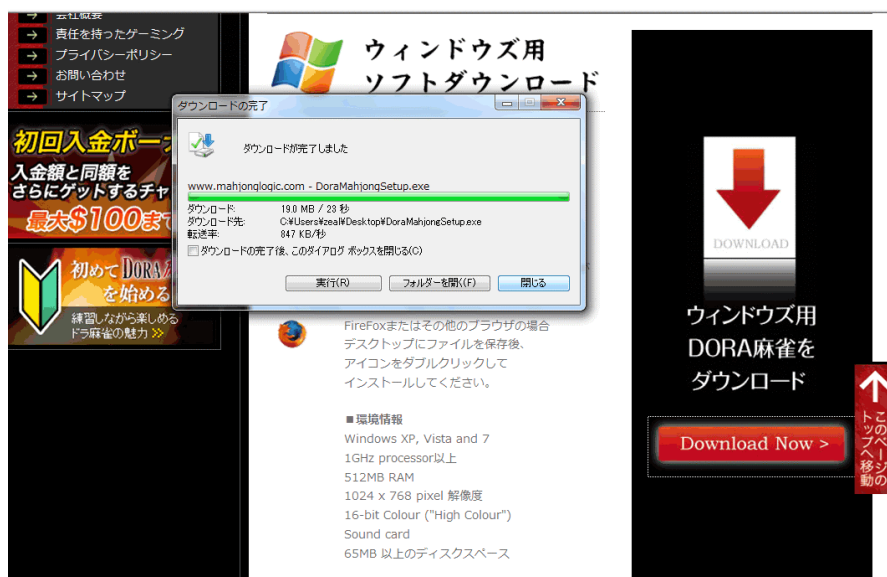 会社概要
責任を持ったゲーミング
プライバシーポリシー
お問い合わせ
サイトマップ
初回入金ボー
入金額と同額を
さらにゲットするチャ
最大$100まで
初めてDORA
を始める
練習しながら楽しめる
ドラ麻雀の魅力
ウィンドウズ用
ソフトダウンロード
ダウンロードの完了
ダウンロードが完了しました
www.mahjonglogic.com - DoraMahjongSetup.exe
ダウンロード: 19.0 MB / 23 秒
ダウンロード先: C:¥Users¥zeal¥Desktop¥DoraMahjongSetup.exe
転送率: 847 KB/秒
ダウンロードの完了後、このダイアログ ボックスを閉じる(C)
実行(R) フォルダーを開く(F) 閉じる
FireFoxまたはその他のブラウザの場合
デスクトップにファイルを保存後、
アイコンをダブルクリックして
インストールしてください。
■環境情報
Windows XP, Vista and 7
1GHz processor以上
512MB RAM
1024 x 768 pixel 解像度
16-bit Colour ("High Colour")
Sound card
65MB 以上のディスクスペース
DOWNLOAD
ウィンドウズ用
DORA麻雀を
ダウンロード
Download Now >
このページの
トップへ移動